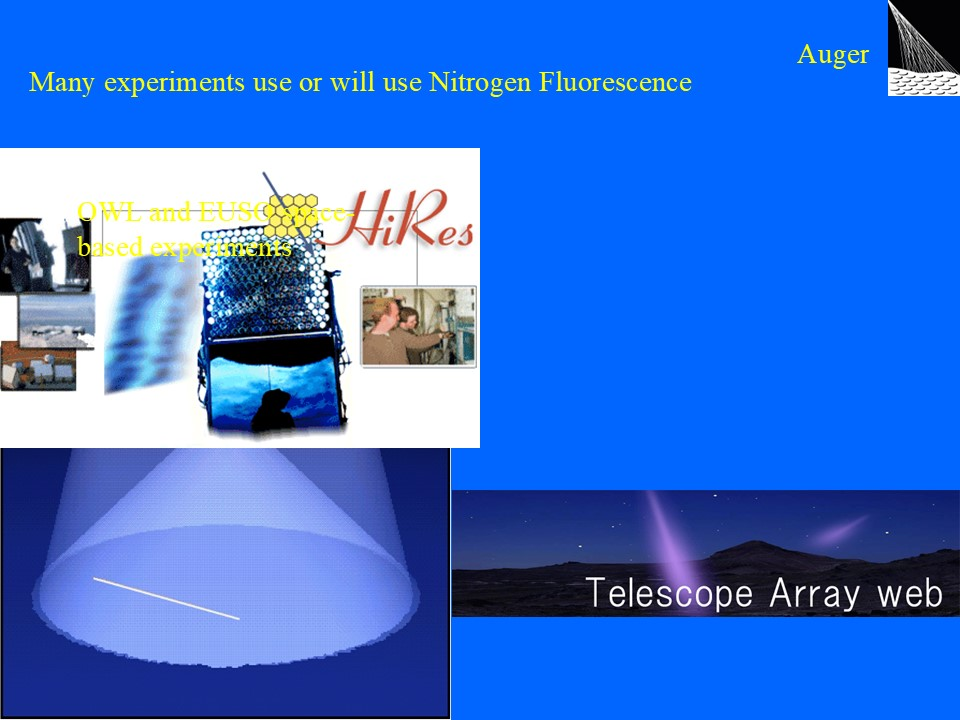 Auger
Many experiments use or will use Nitrogen Fluorescence
OWL and EUSO space-
based experiments
HiRes
Telescope Array web